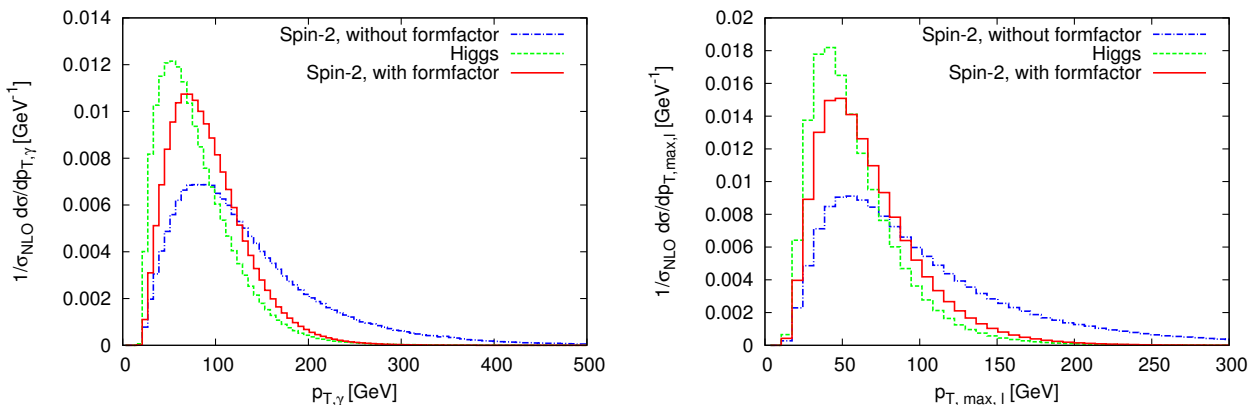 0.014
0.012
0.01
0.008
0.006
0.004
0.002
0
1/σNLO dσ/dpT,γ [GeV-1]
Spin-2, without formfactor
Higgs
Spin-2, with formfactor
0 100 200 300 400 500
pT,γ [GeV]
0.02
0.018
0.016
0.014
0.012
0.01
0.008
0.006
0.004
0.002
0
1/σNLO dσ/dpT,max,l [GeV-1]
Spin-2, without formfactor
Higgs
Spin-2, with formfactor
0 50 100 150 200 250 300
pT, max, l [GeV]